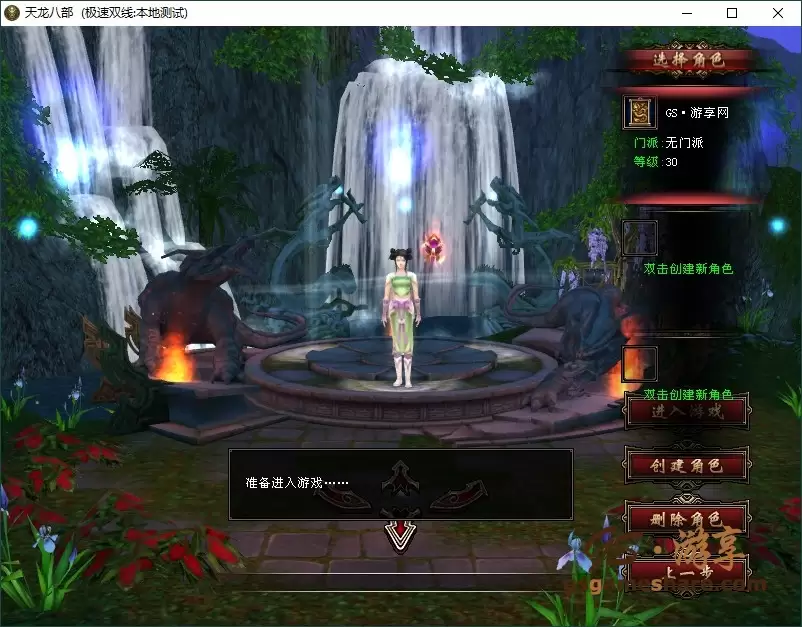 天龙八部 (极速双线:本地测试)
选择角色
GS·游享网
门派:无门派
等级:30
双击创建新角色
双击创建新角色
进入游戏
准备进入游戏……
创建角色
删除角色
·游享
上一步